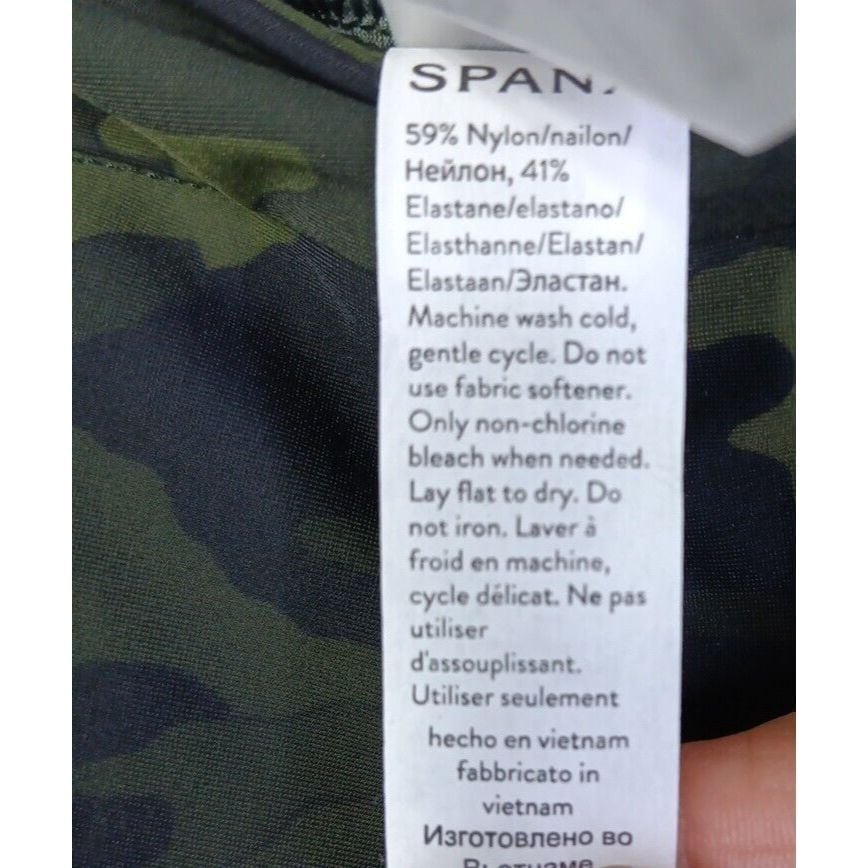 SPAN
59% Nylon/nailon/
Нейлон, 41%
Elastane/elastano/
Elasthanne/Elastan/
Elastaan/Эластан.
Machine wash cold,
gentle cycle. Do not
use fabric softener.
Only non-chlorine
bleach when needed.
Lay flat to dry. Do
not iron. Laver à
froid en machine,
cycle délicat. Ne pas
utiliser
d'assouplissant.
Utiliser seulement
hecho en vietnam
fabbricato in
vietnam
Изготовлено во
Вьетнаме